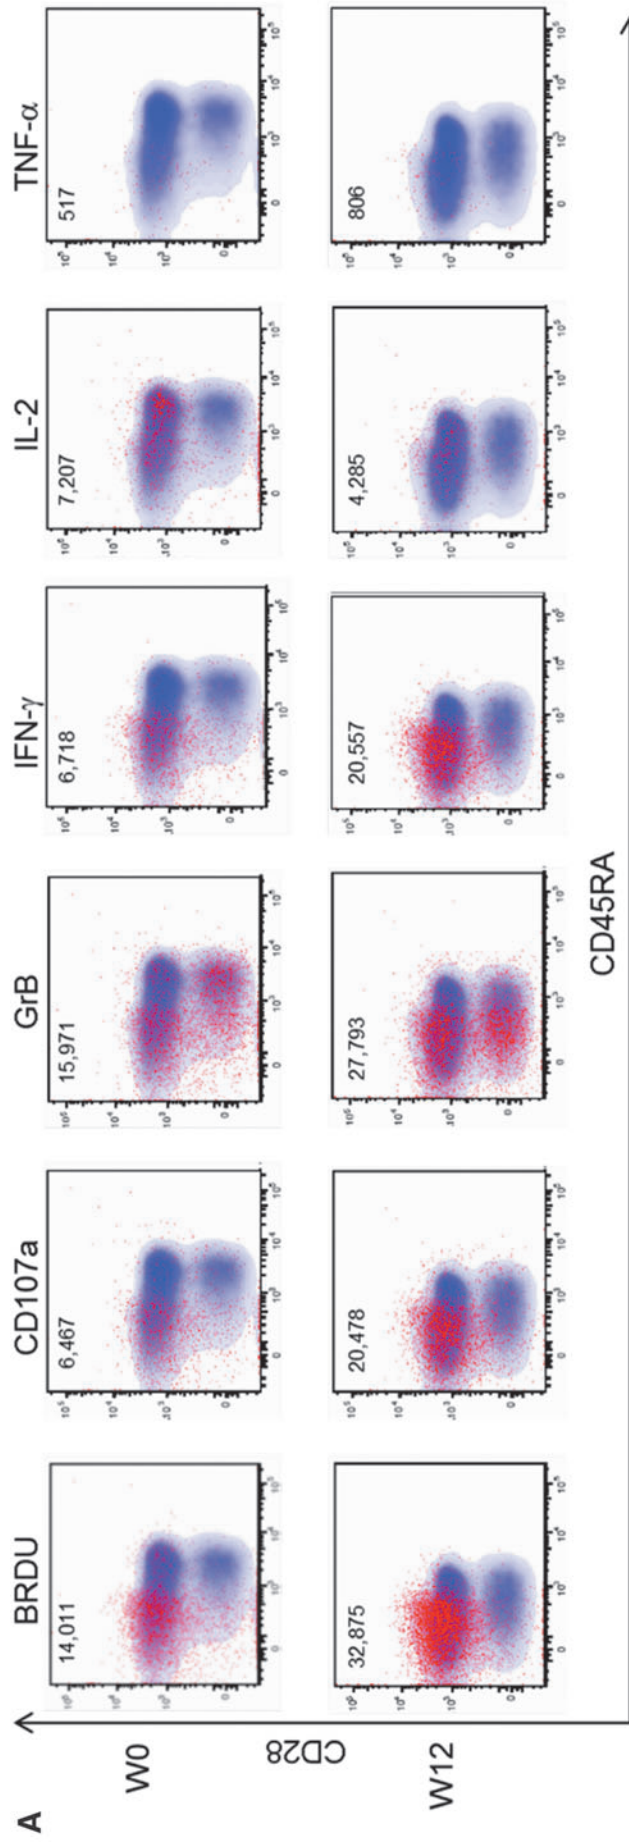 A
BRDU CD107a GrB IFN-γ IL-2 TNF-α
W0
14,011 6,467 15,971 6,718 7,207 517
CD28
W12
32,875 20,478 27,793 20,557 4,285 806
CD45RA